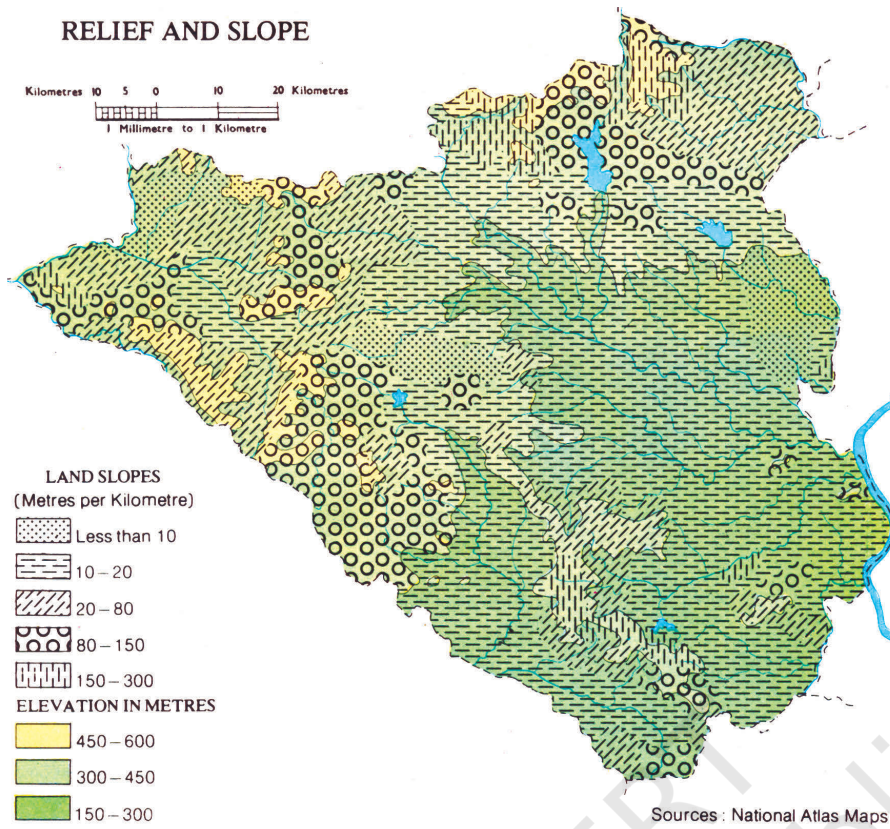 RELIEF AND SLOPE
Kilometres 10 5 0 10 20 Kilometres
1 Millimetre to 1 Kilometre
LAND SLOPES
(Metres per Kilometre)
Less than 10
10–20
20–80
80–150
150–300
ELEVATION IN METRES
450–600
300–450
150–300
Sources : National Atlas Maps